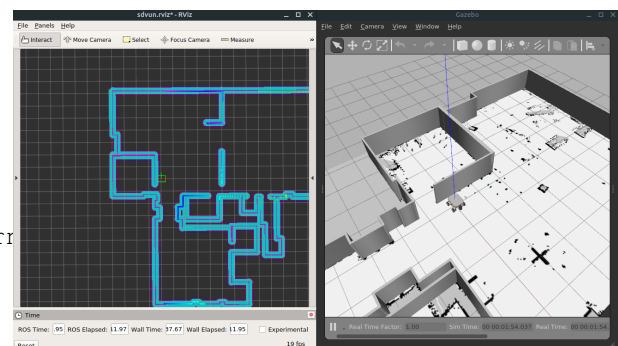 sdvun.rviz* - RViz
File Panels Help
Interact Move Camera Select Focus Camera Measure »
Time
ROS Time: .95 ROS Elapsed: 11.97 Wall Time: 37.67 Wall Elapsed: 11.95 Experimental
Reset 19 fps
Gazebo
File Edit Camera View Window Help
Real Time Factor: 1.00 Sim Time: 00 00:01:54.037 Real Time: 00 00:01:54.